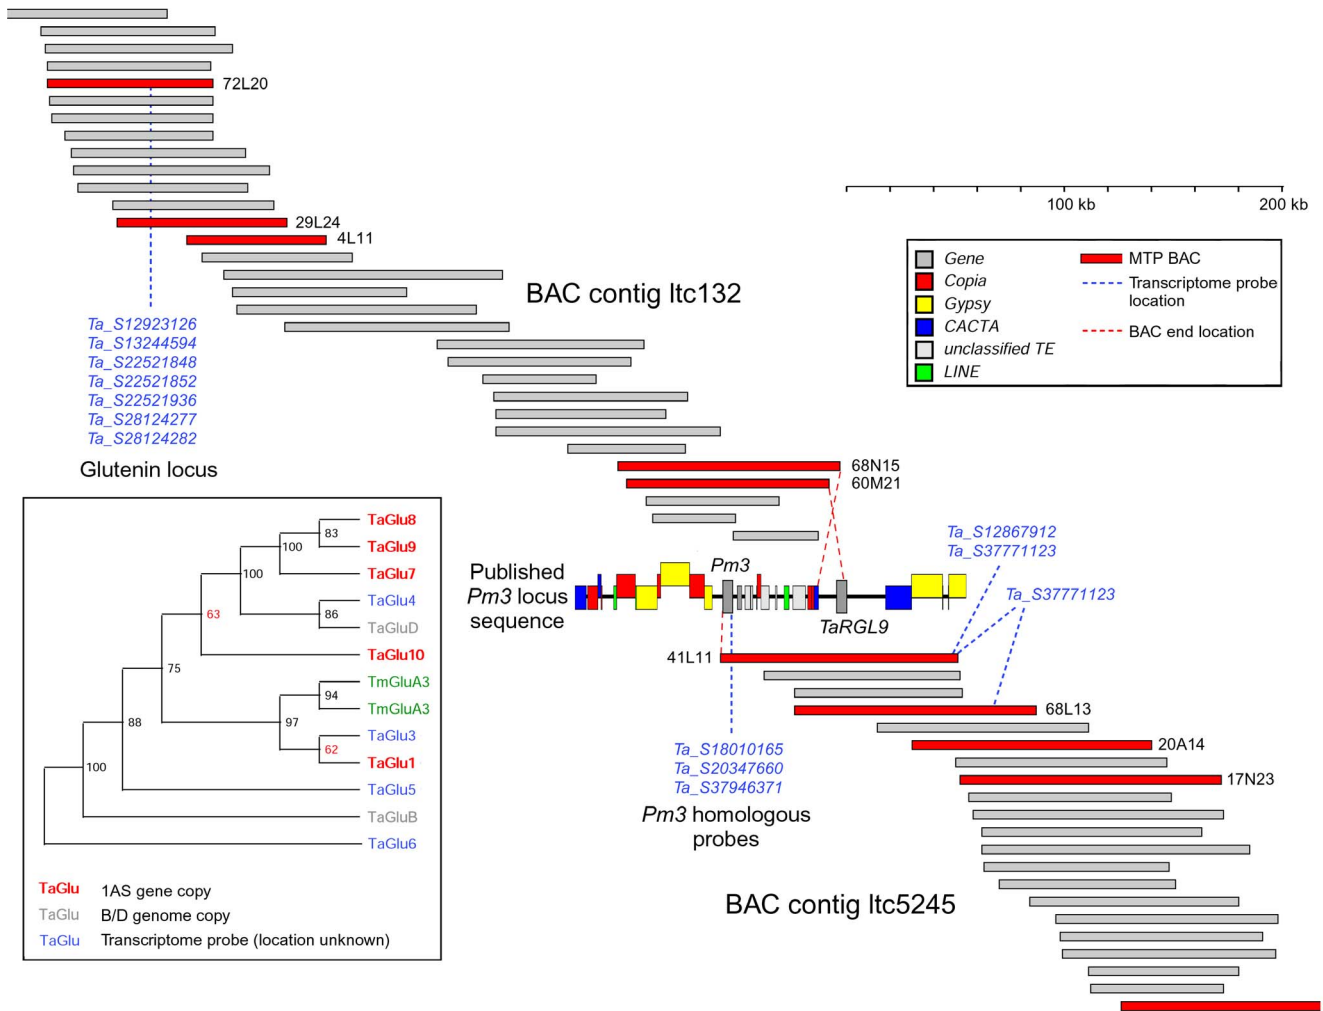 72L20
29L24
4L11
100 kb
200 kb
Gene
Copia
Gypsy
CACTA
unclassified TE
LINE
MTP BAC
Transcriptome probe
location
BAC end location
BAC contig ltc132
Ta_S12923126
Ta_S13244594
Ta_S22521848
Ta_S22521852
Ta_S22521936
Ta_S28124277
Ta_S28124282
Glutenin locus
68N15
60M21
Published
Pm3 locus
sequence
Pm3
TaRGL9
Ta_S12867912
Ta_S37771123
Ta_S37771123
41L11
68L13
20A14
17N23
Ta_S18010165
Ta_S20347660
Ta_S37946371
Pm3 homologous
probes
BAC contig ltc5245
TaGlu8
83
TaGlu9
100
TaGlu7
100
TaGlu4
63
86
TaGluD
TaGlu10
75
TmGluA3
94
TmGluA3
88
97
TaGlu3
62
TaGlu1
100
TaGlu5
TaGluB
TaGlu6
TaGlu 1AS gene copy
TaGlu B/D genome copy
TaGlu Transcriptome probe (location unknown)